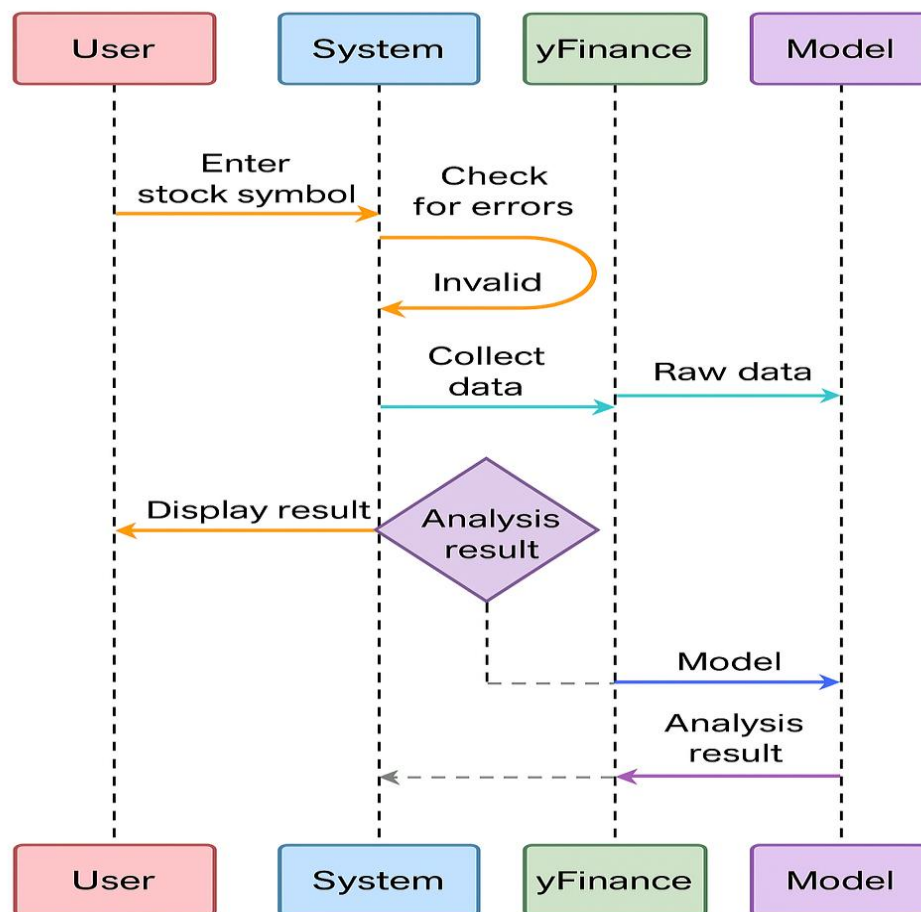 User
System
yFinance
Model
Enter
stock symbol
Check
for errors
Invalid
Collect
data
Raw data
Display result
Analysis
result
Model
Analysis
result
User
System
yFinance
Model